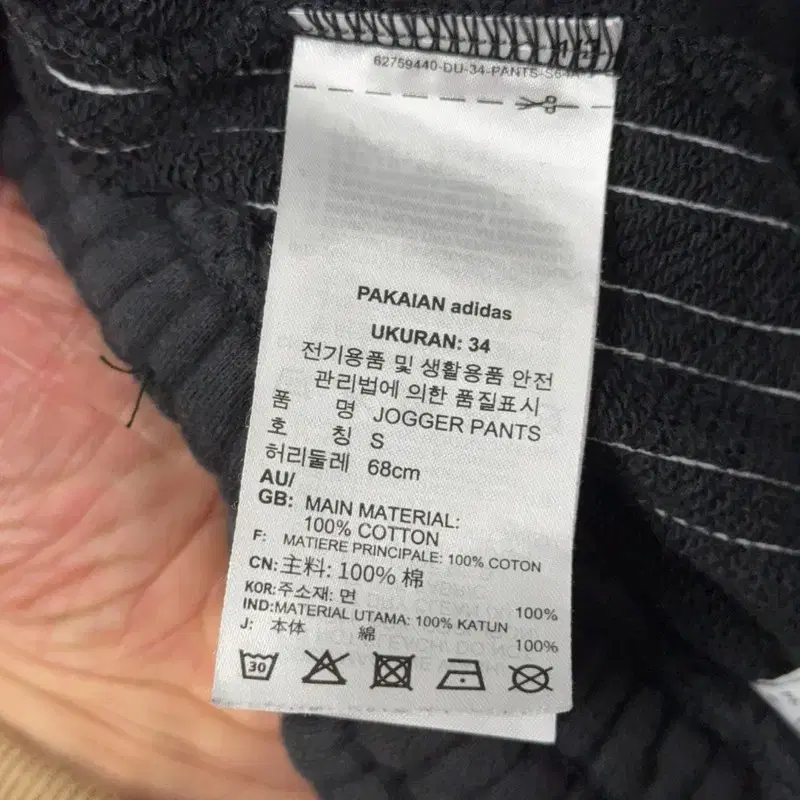 62759440-DU-34-PANTS-S
PAKAIAN adidas
UKURAN: 34
전기용품 및 생활용품 안전
관리법에 의한 품질표시
품 명 JOGGER PANTS
호 칭 S
허리둘레 68cm
AU/
GB: MAIN MATERIAL:
100% COTTON
F: MATIERE PRINCIPALE: 100% COTON
CN: 主料: 100% 棉
KOR: 주소재: 면 100%
IND: MATERIAL UTAMA: 100% KATUN
J: 本体 綿 100%
30